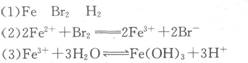 (1)Fe Br₂ H₂
(2)2Fe²⁺+Br₂══2Fe³⁺+2Br⁻
(3)Fe³⁺+3H₂O⇌Fe(OH)₃+3H⁺